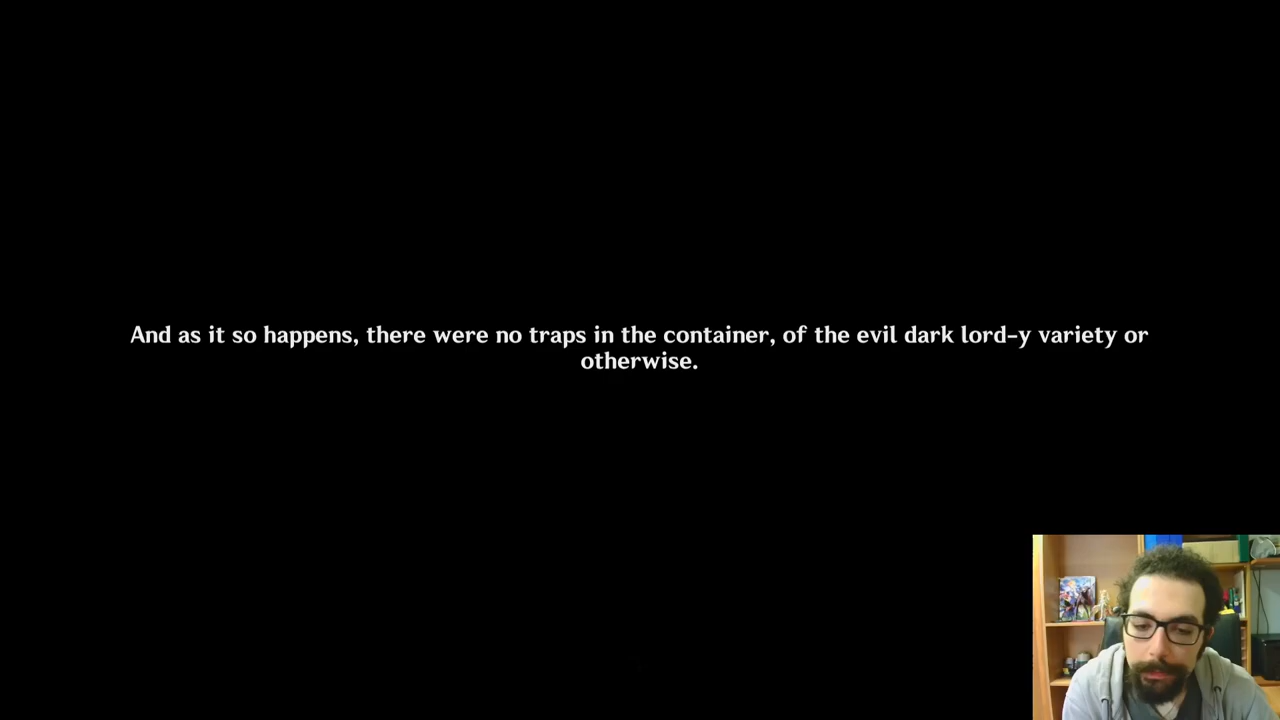 And as it so happens, there were no traps in the container, of the evil dark lord-y variety or
otherwise.